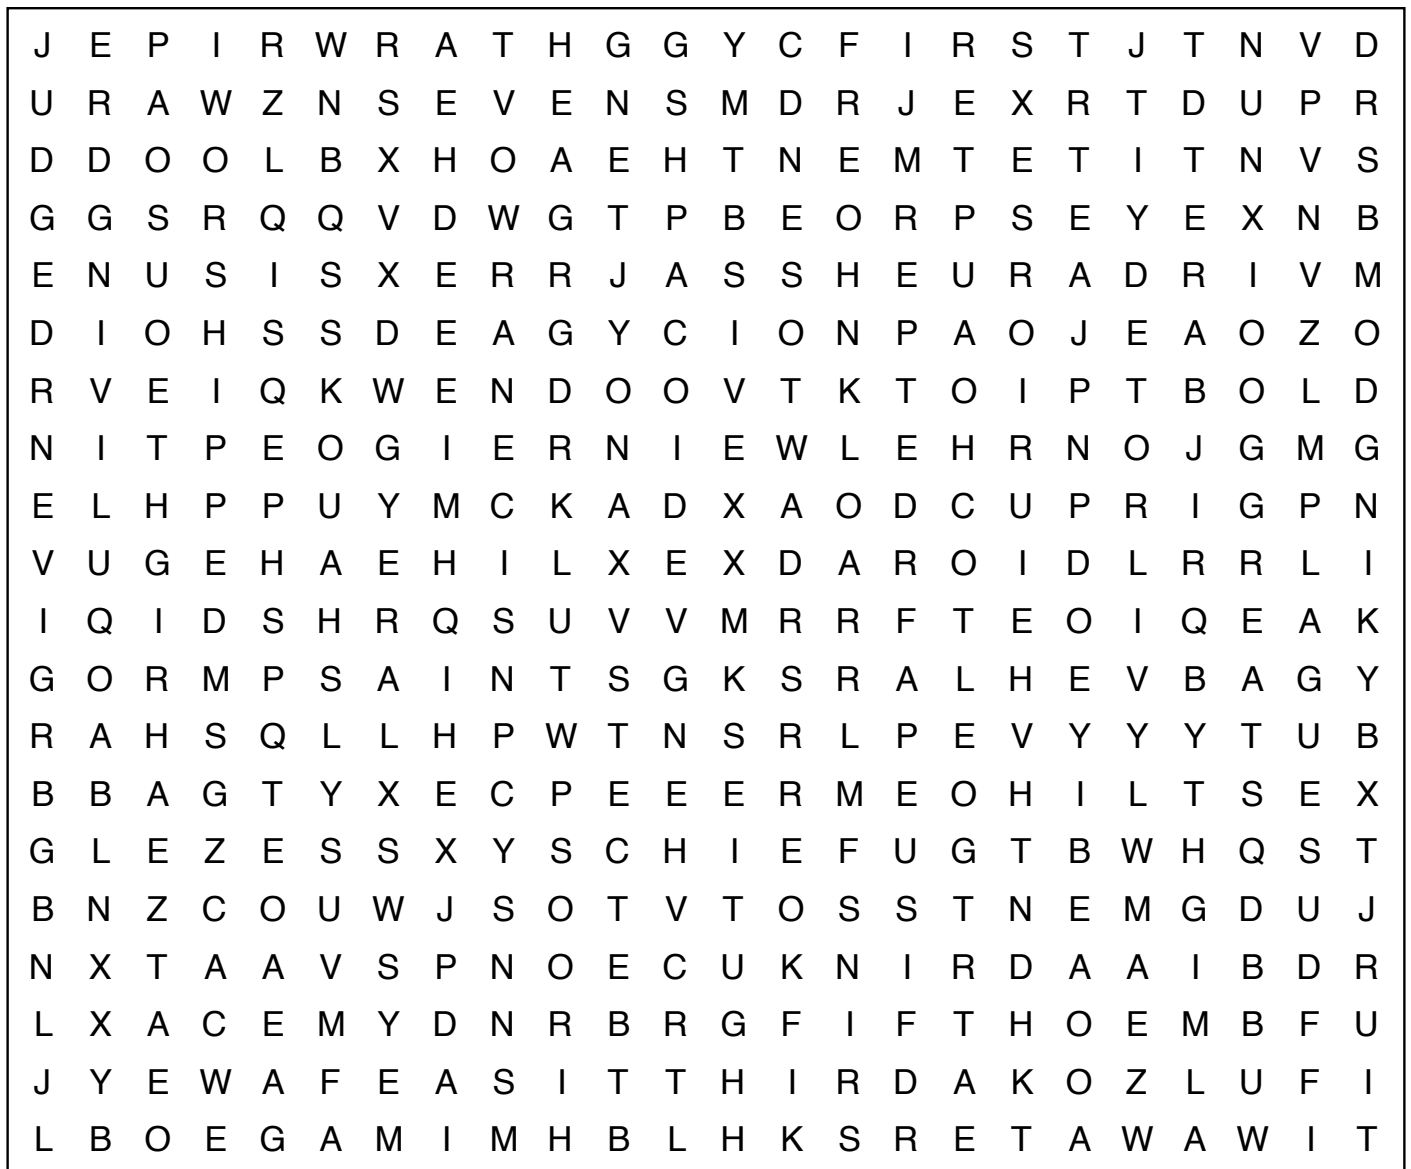 J E P I R W R A T H G G Y C F I R S T J T N V D
U R A W Z N S E V E N S M D R J E X R T D U P R
D D O O L B X H O A E H T N E M T E T I T N V S
G G S R Q Q V D W G T P B E O R P S E Y E X N B
E N U S I S X E R R J A S S H E U R A D R I V M
D I O H S S D E A G Y C I O N P A O J E A O Z O
R V E I Q K W E N D O O V T K T O I P T B O L D
N I T P E O G I E R N I E W L E H R N O J G M G
E L H P P U Y M C K A D X A O D C U P R I G P N
V U G E H A E H I L X E X D A R O I D L R R L I
I Q I D S H R Q S U V V M R R F T E O I Q E A K
G O R M P S A I N T S G K S R A L H E V B A G Y
R A H S Q L L H P W T N S R L P E V Y Y Y T U B
B B A G T Y X E C P E E E R M E O H I L T S E X
G L E Z E S S X Y S C H I E F U G T B W H Q S T
B N Z C O U W J S O T V T O S S T N E M G D U J
N X T A A V S P N O E C U K N I R D A A I B D R
L X A C E M Y D N R B R G F I F T H O E M B F U
J Y E W A F E A S I T T H I R D A K O Z L U F I
L B O E G A M I M H B L H K S R E T A W A W I T